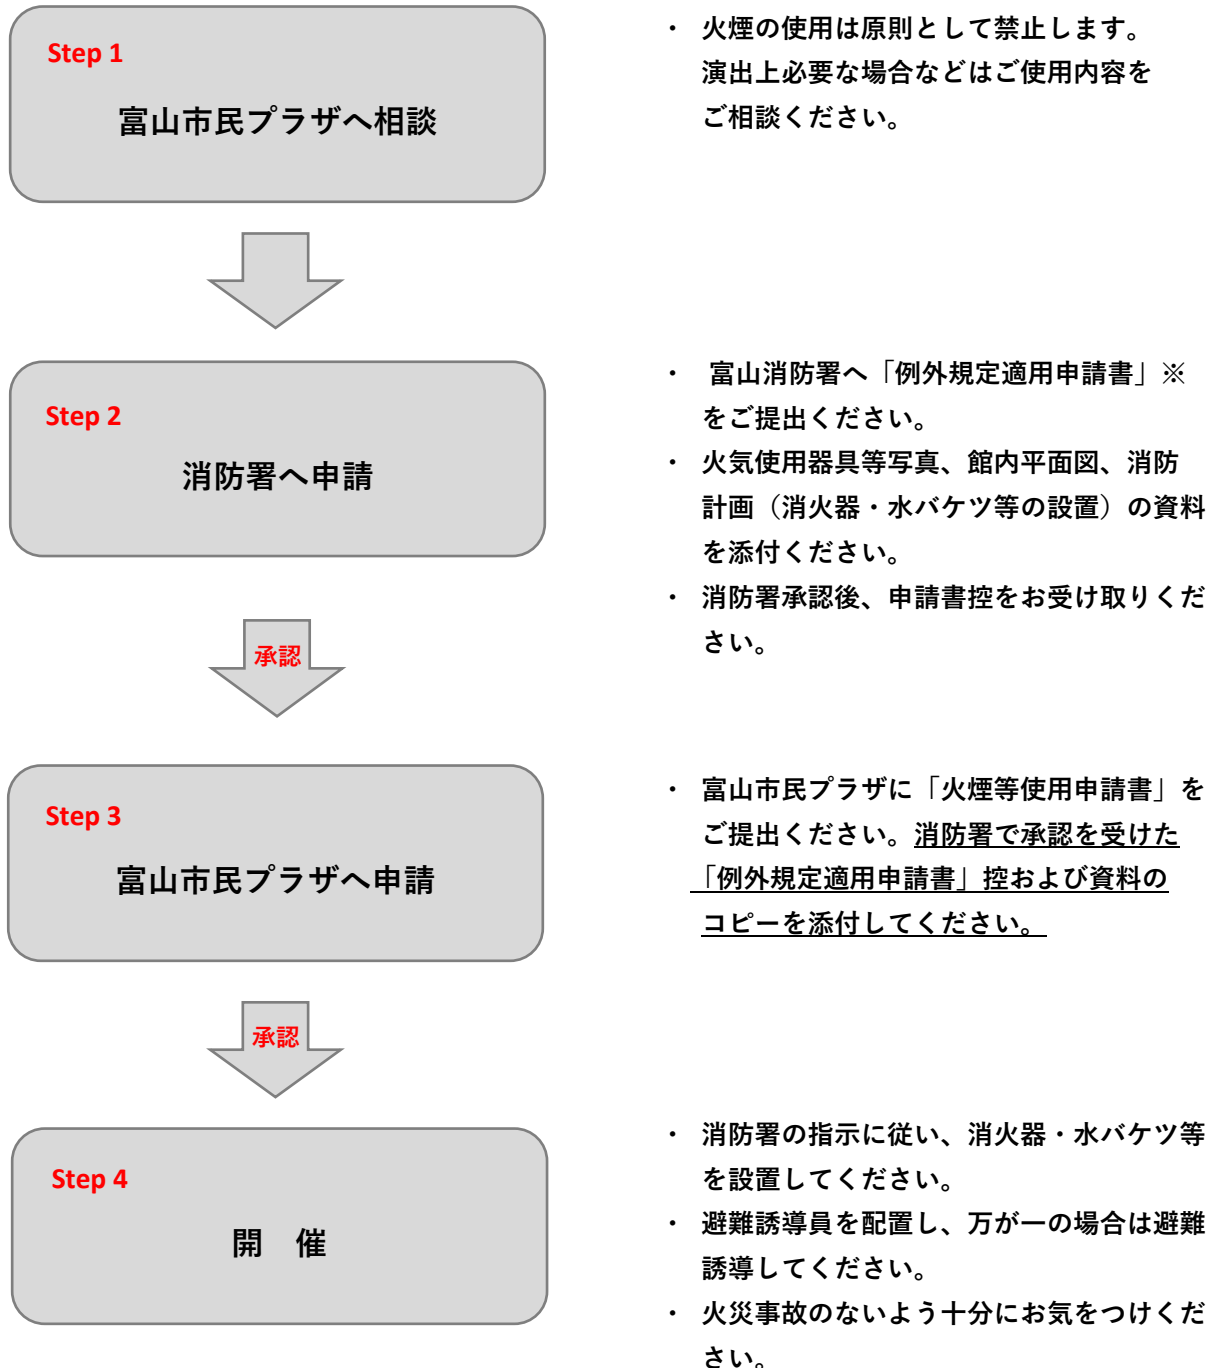 Step 1
富山市民プラザへ相談
・ 火煙の使用は原則として禁止します。
演出上必要な場合などはご使用内容を
ご相談ください。
Step 2
消防署へ申請
・ 富山消防署へ「例外規定適用申請書」※
をご提出ください。
・ 火気使用器具等写真、館内平面図、消防
計画（消火器・水バケツ等の設置）の資料
を添付ください。
・ 消防署承認後、申請書控をお受け取りくだ
さい。
承認
Step 3
富山市民プラザへ申請
・ 富山市民プラザに「火煙等使用申請書」を
ご提出ください。消防署で承認を受けた
「例外規定適用申請書」控および資料の
コピーを添付してください。
承認
Step 4
開　催
・ 消防署の指示に従い、消火器・水バケツ等
を設置してください。
・ 避難誘導員を配置し、万が一の場合は避難
誘導してください。
・ 火災事故のないよう十分にお気をつけくだ
さい。